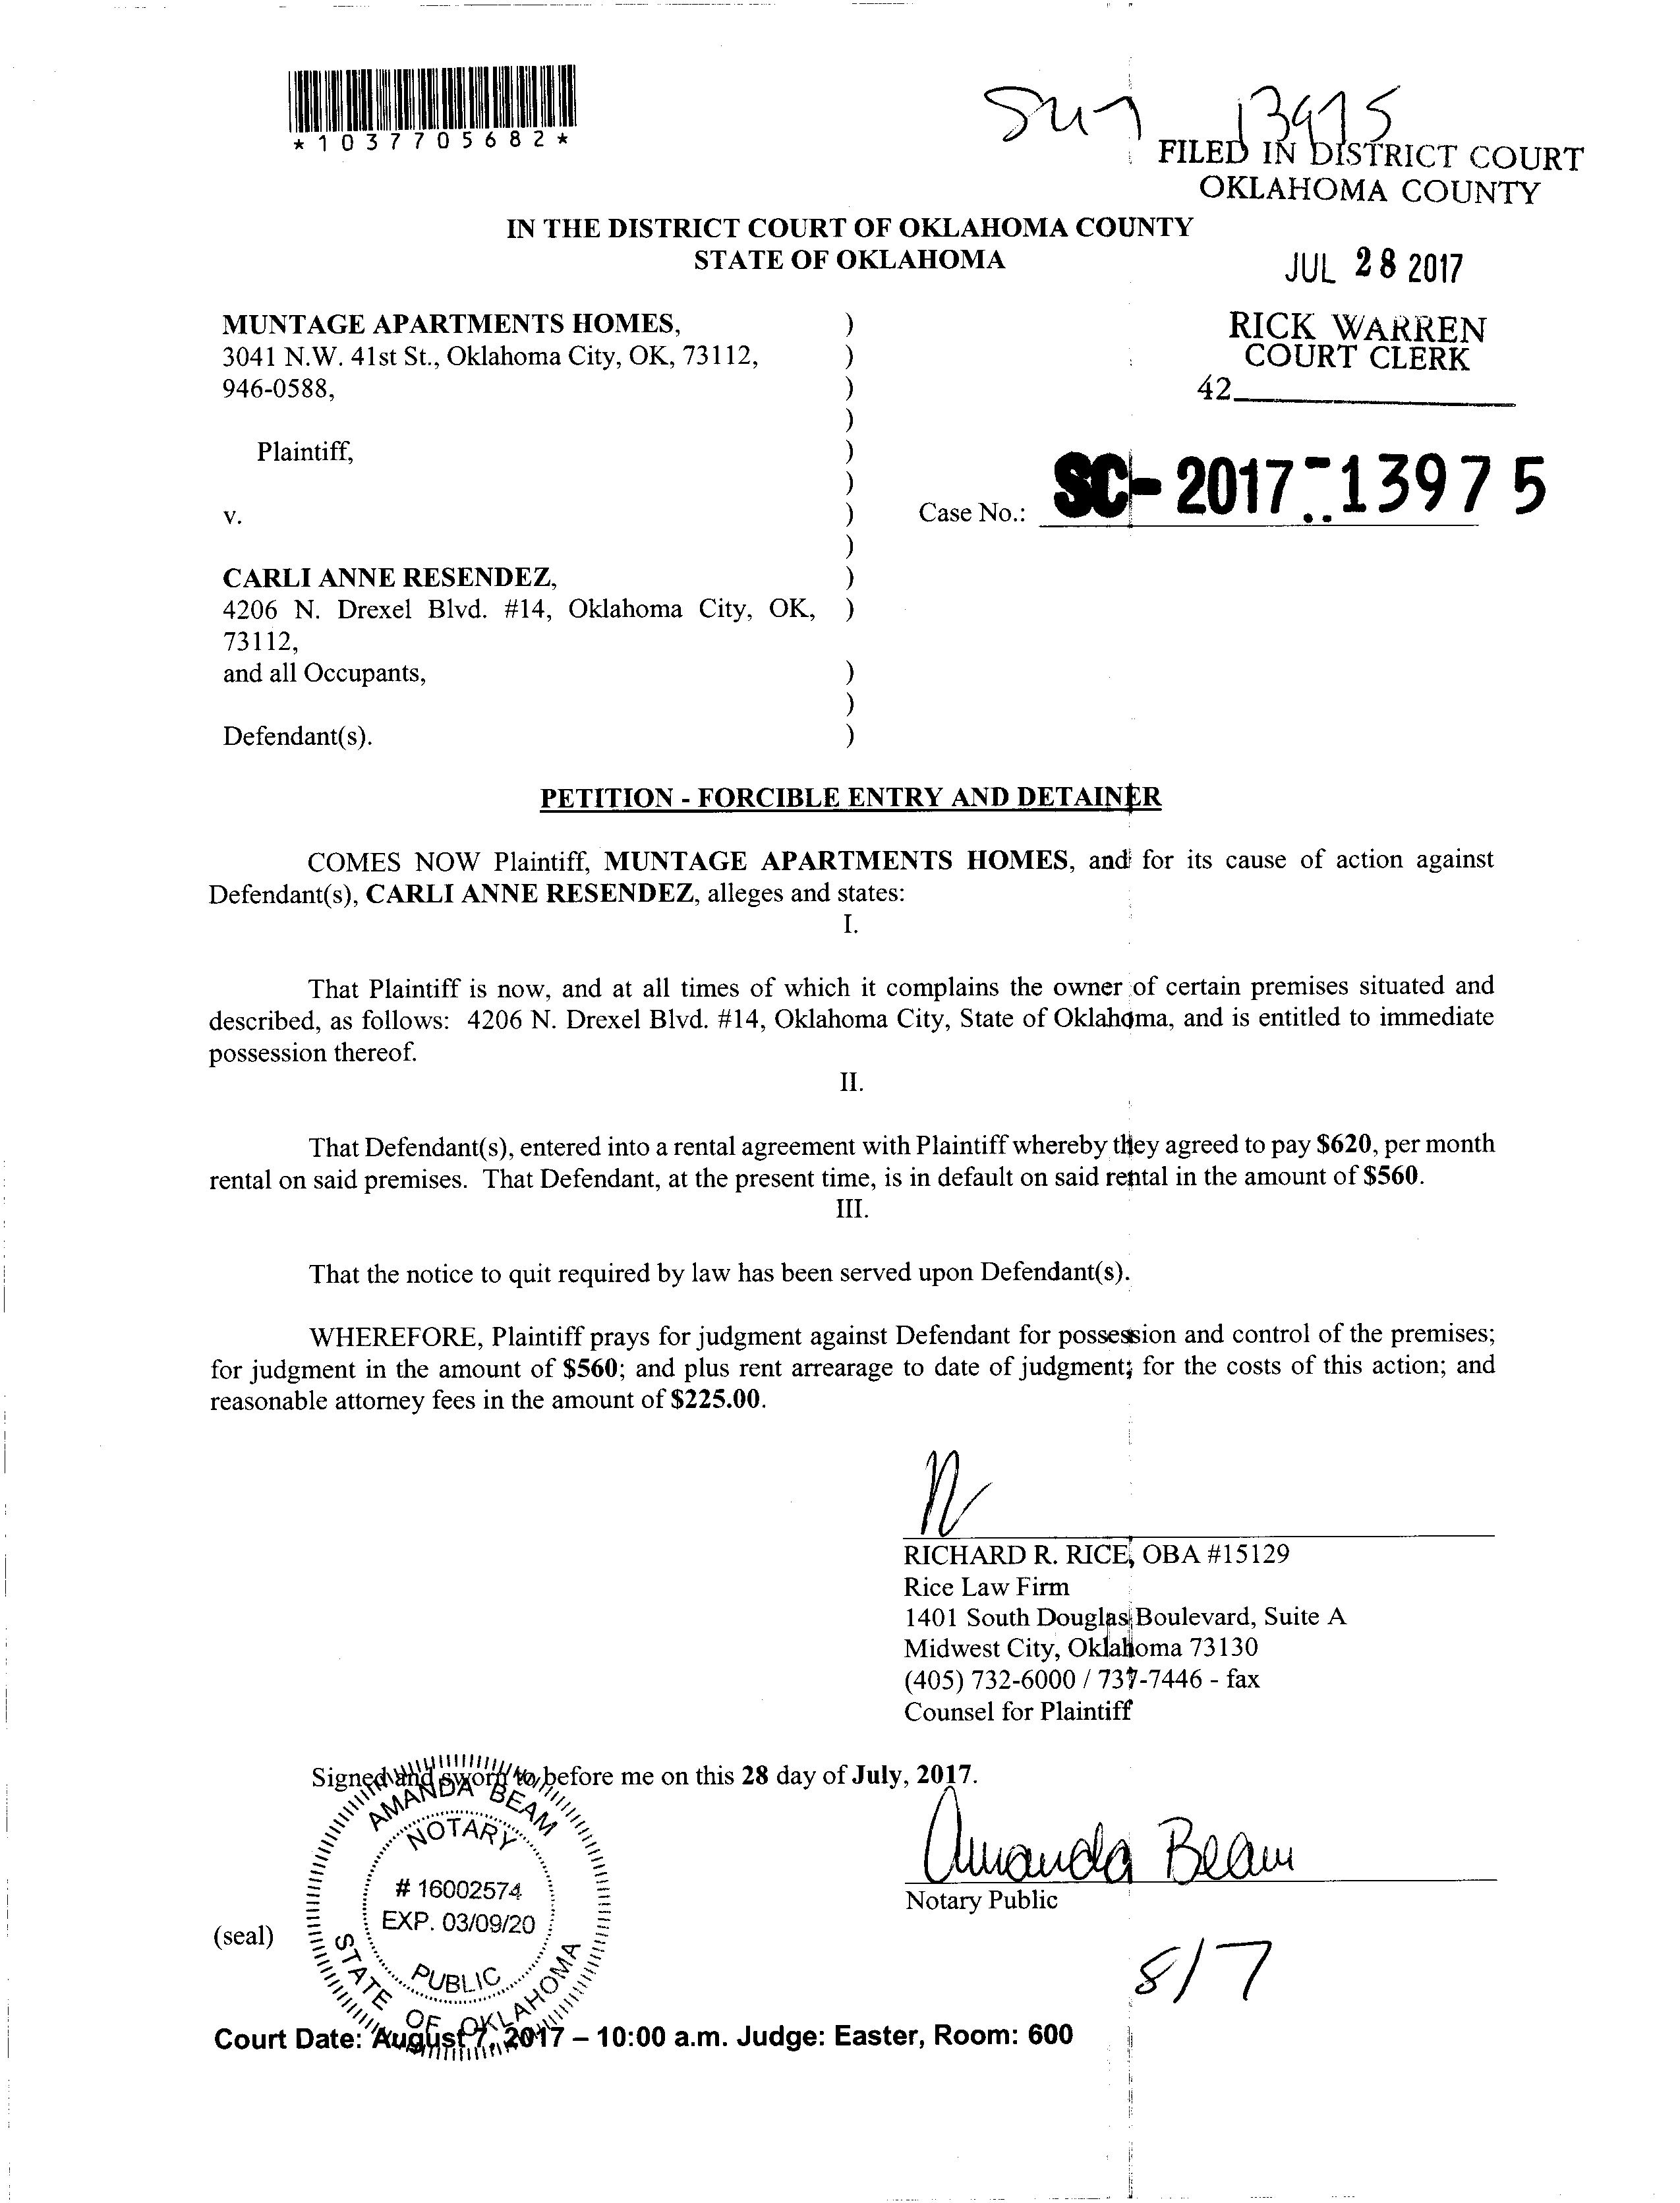 *1037705682*
13975
FILED IN DISTRICT COURT
OKLAHOMA COUNTY
IN THE DISTRICT COURT OF OKLAHOMA COUNTY
STATE OF OKLAHOMA
JUL 28 2017
RICK WARREN
COURT CLERK
42
MUNTAGE APARTMENTS HOMES, )
3041 N.W. 41st St., Oklahoma City, OK, 73112, )
946-0588, )
)
Plaintiff, )
)
v. )
Case No.: SC-2017-13975
)
CARLI ANNE RESENDEZ, )
4206 N. Drexel Blvd. #14, Oklahoma City, OK, )
73112,
and all Occupants, )
)
Defendant(s). )
PETITION - FORCIBLE ENTRY AND DETAINER
COMES NOW Plaintiff, MUNTAGE APARTMENTS HOMES, and for its cause of action against
Defendant(s), CARLI ANNE RESENDEZ, alleges and states:
I.
That Plaintiff is now, and at all times of which it complains the owner of certain premises situated and
described, as follows: 4206 N. Drexel Blvd. #14, Oklahoma City, State of Oklahoma, and is entitled to immediate
possession thereof.
II.
That Defendant(s), entered into a rental agreement with Plaintiff whereby they agreed to pay $620, per month
rental on said premises. That Defendant, at the present time, is in default on said rental in the amount of $560.
III.
That the notice to quit required by law has been served upon Defendant(s).
WHEREFORE, Plaintiff prays for judgment against Defendant for possession and control of the premises;
for judgment in the amount of $560; and plus rent arrearage to date of judgment; for the costs of this action; and
reasonable attorney fees in the amount of $225.00.
RICHARD R. RICE, OBA #15129
Rice Law Firm
1401 South Douglas Boulevard, Suite A
Midwest City, Oklahoma 73130
(405) 732-6000 / 737-7446 - fax
Counsel for Plaintiff
Signed and sworn to before me on this 28 day of July, 2017.
AMANDA BEAM
NOTARY
# 16002574
EXP. 03/09/20
PUBLIC
STATE OF OKLAHOMA
Amanda Beam
Notary Public
(seal)
8/7
Court Date: August 7, 2017 – 10:00 a.m. Judge: Easter, Room: 600